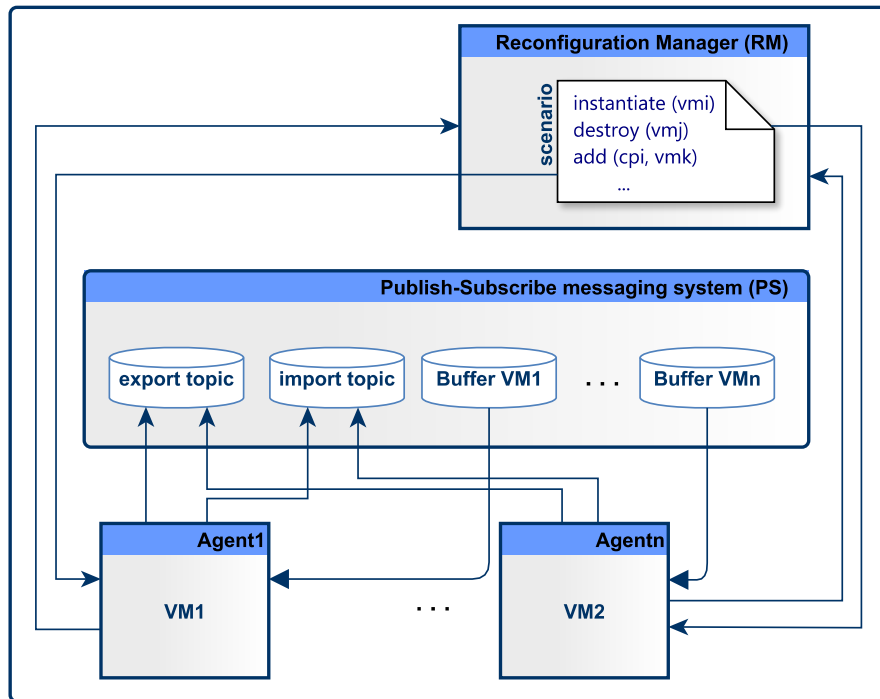 Reconfiguration Manager (RM)
scenario
instantiate (vmi)
destroy (vmj)
add (cpi, vmk)
...
Publish-Subscribe messaging system (PS)
export topic
import topic
Buffer VM1
. . .
Buffer VMn
Agent1
Agentn
VM1
. . .
VM2